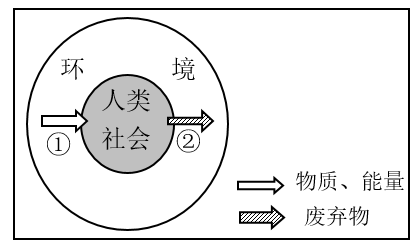 环 境
人类
社会
① ②
物质、能量
废弃物